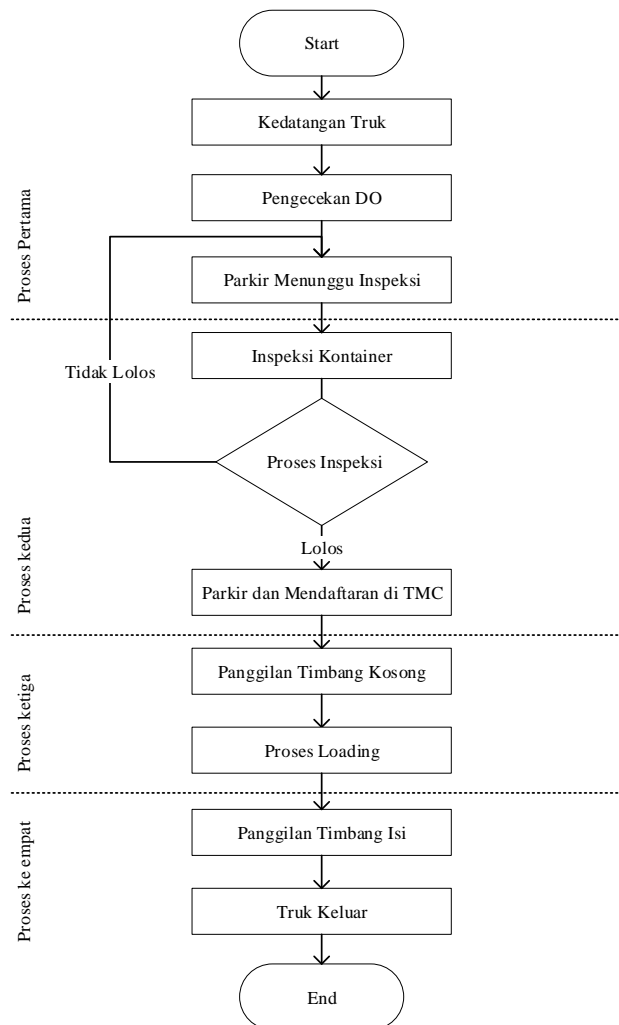 Start
Kedatangan Truk
Pengecekan DO
Proses Pertama
Parkir Menunggu Inspeksi
Inspeksi Kontainer
Tidak Lolos
Proses Inspeksi
Lolos
Proses kedua
Parkir dan Mendaftaran di TMC
Panggilan Timbang Kosong
Proses ketiga
Proses Loading
Panggilan Timbang Isi
Proses ke empat
Truk Keluar
End